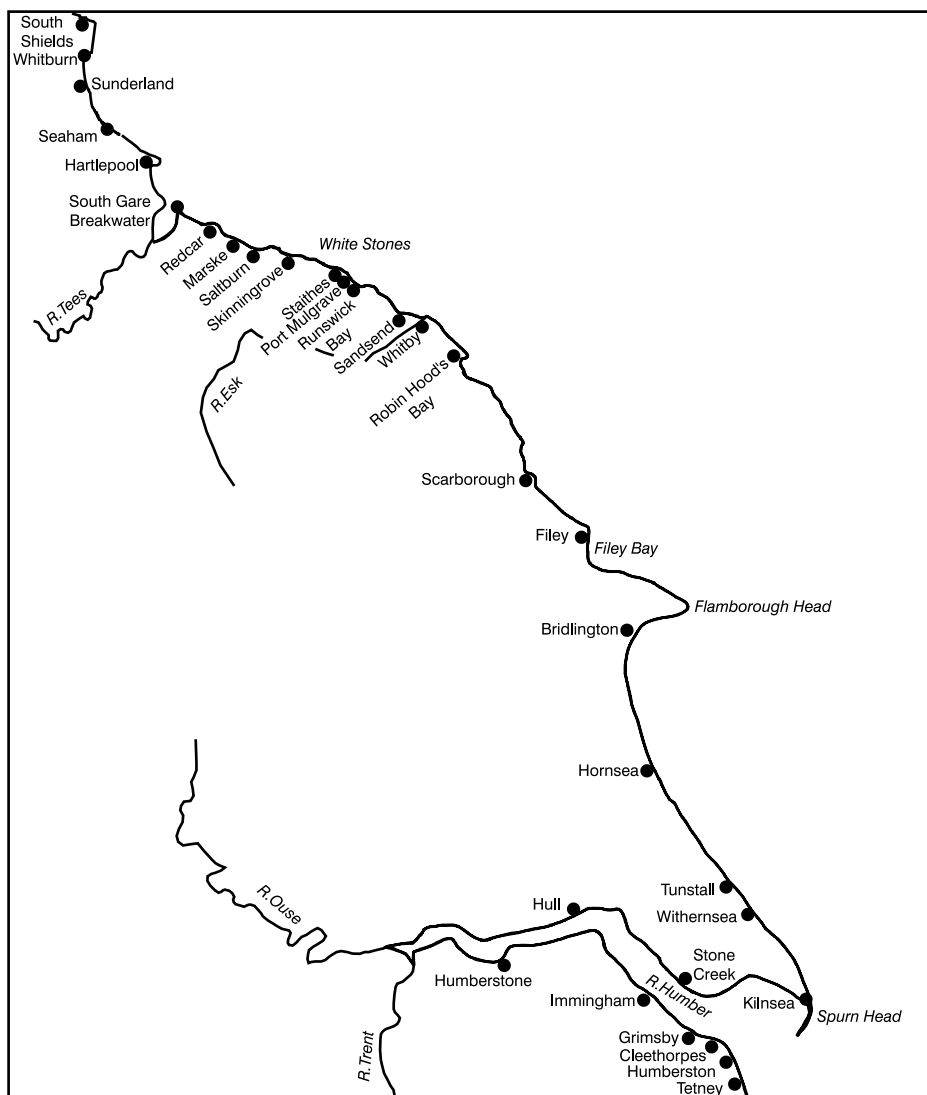 South
Shields
Whitburn
Sunderland
Seaham
Hartlepool
South Gare
Breakwater
R.Tees
Redcar
Marske
Saltburn
Skinningrove
White Stones
Staithes
Port Mulgrave
Runswick
Bay
Sandsend
Whitby
Robin Hood's
Bay
R.Esk
Scarborough
Filey
Filey Bay
Flamborough Head
Bridlington
Hornsea
Tunstall
Withernsea
R.Ouse
Hull
Stone
Creek
Humberstone
R.Humber
Immingham
Kilnsea
Spurn Head
R.Trent
Grimsby
Cleethorpes
Humberston
Tetney